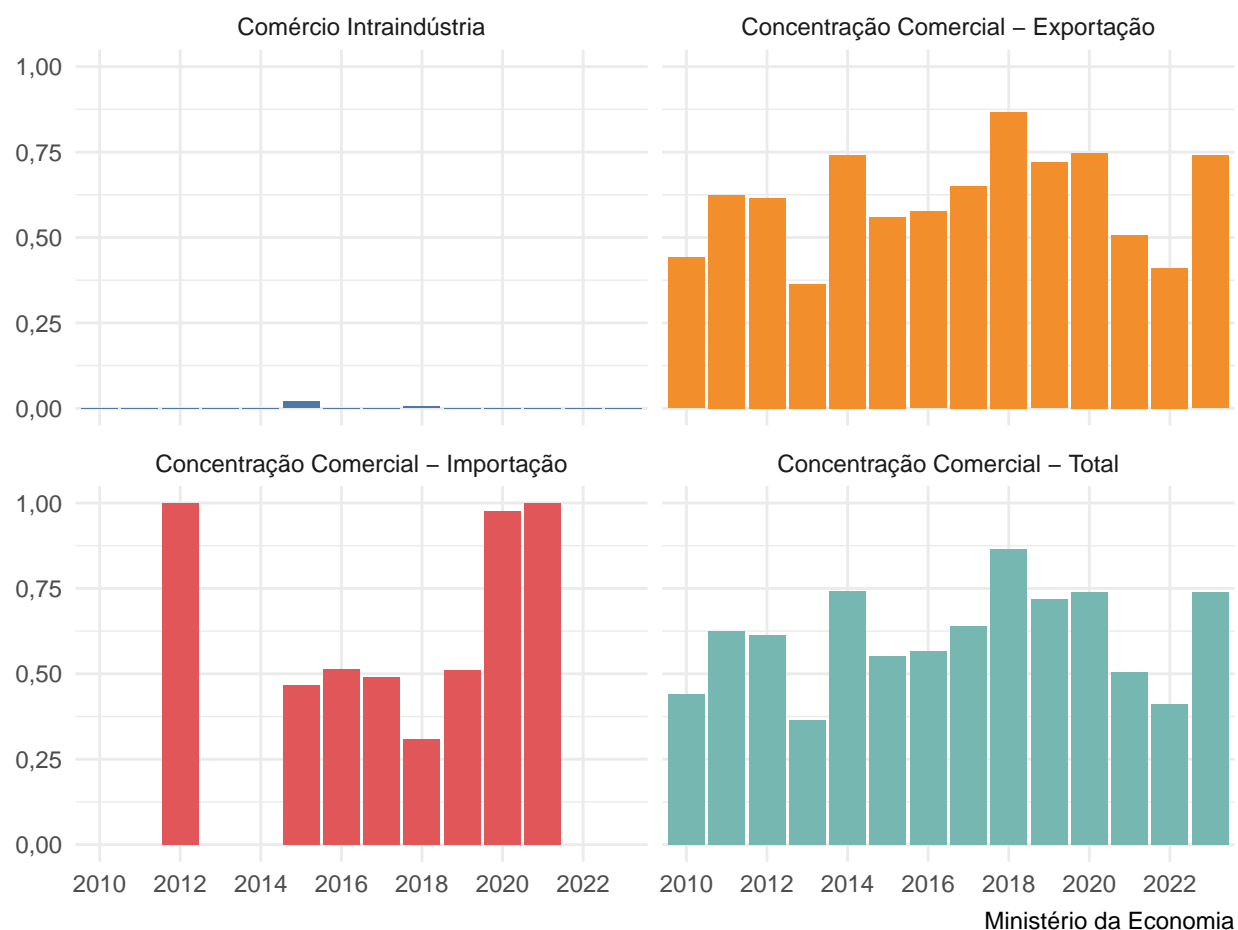 Comércio Intraindústria
Concentração Comercial – Exportação
1,00
0,75
0,50
0,25
0,00
Concentração Comercial – Importação
Concentração Comercial – Total
1,00
0,75
0,50
0,25
0,00
2010 2012 2014 2016 2018 2020 2022
2010 2012 2014 2016 2018 2020 2022
Ministério da Economia